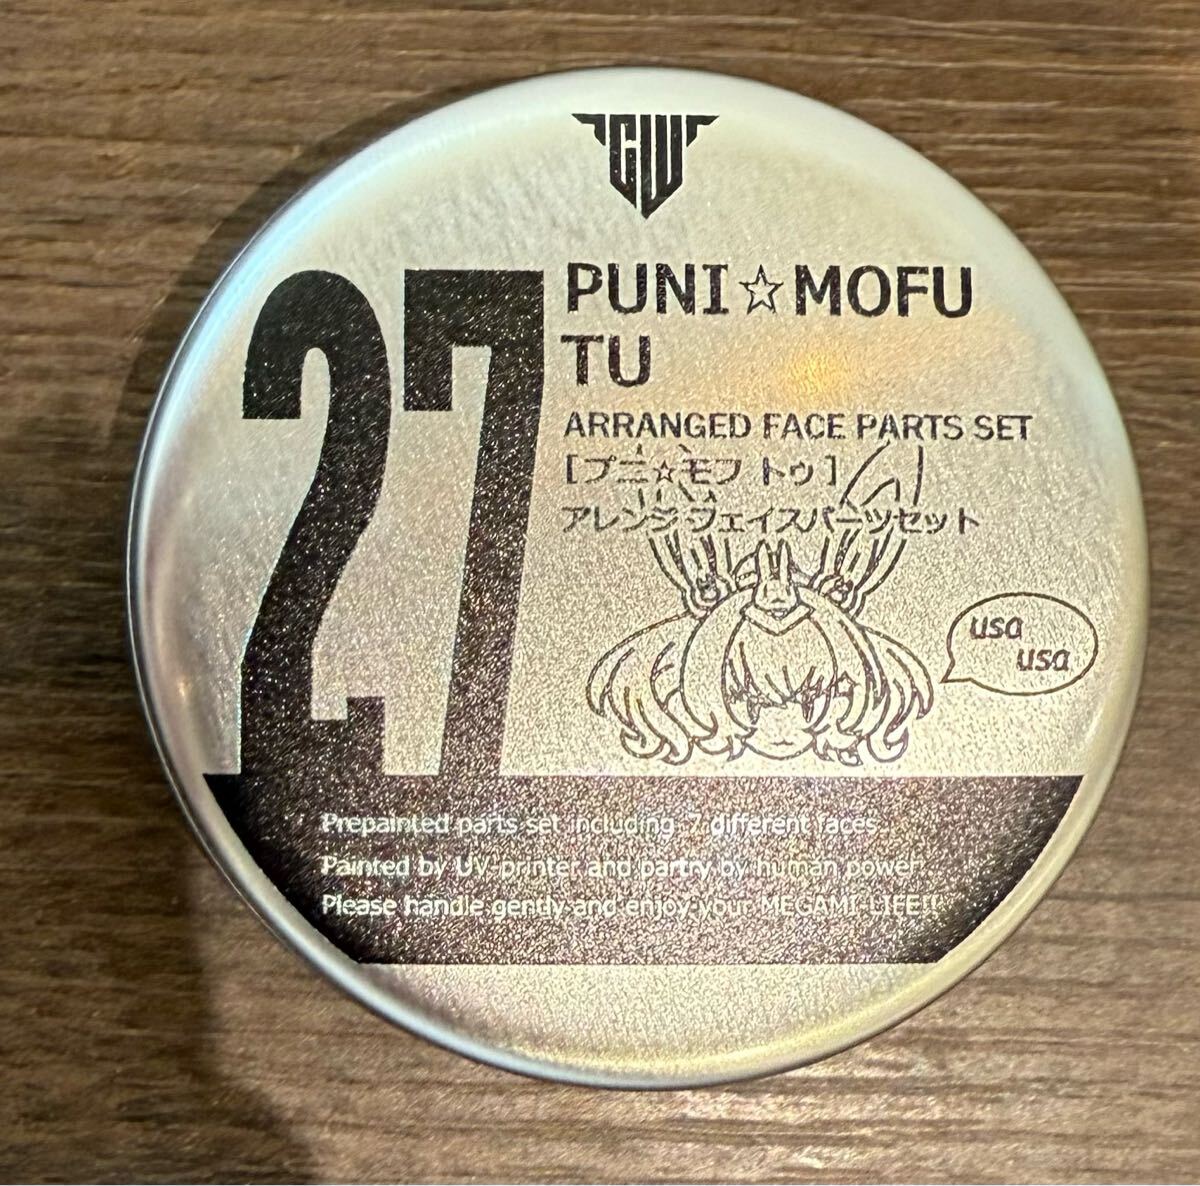 CW
27
PUNI☆MOFU
TU
ARRANGED FACE PARTS SET
[プニ☆モフ トゥ]
アレンジフェイスパーツセット
usa
usa
Prepainted parts set including 7 different faces.
Painted by UV-printer and partry by human power
Please handle gently and enjoy your MEGAMI-LIFE!!